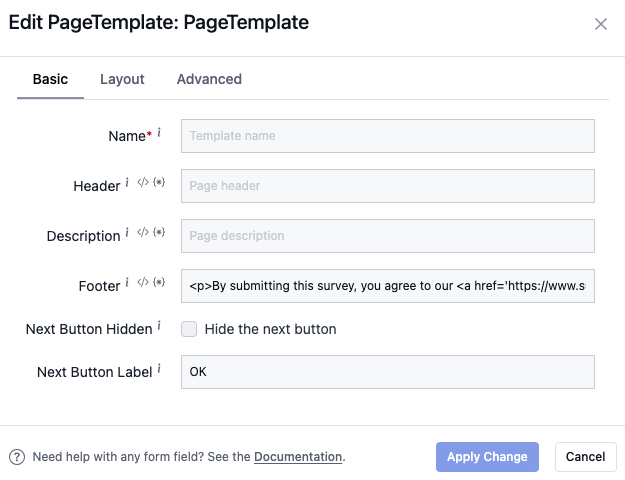 Edit PageTemplate: PageTemplate
Basic Layout Advanced
Name* i Template name
Header i </> {*} Page header
Description i </> {*} Page description
Footer i </> {*} <p>By submitting this survey, you agree to our <a href='https://www.s
Next Button Hidden i Hide the next button
Next Button Label i OK
? Need help with any form field? See the Documentation. Apply Change Cancel